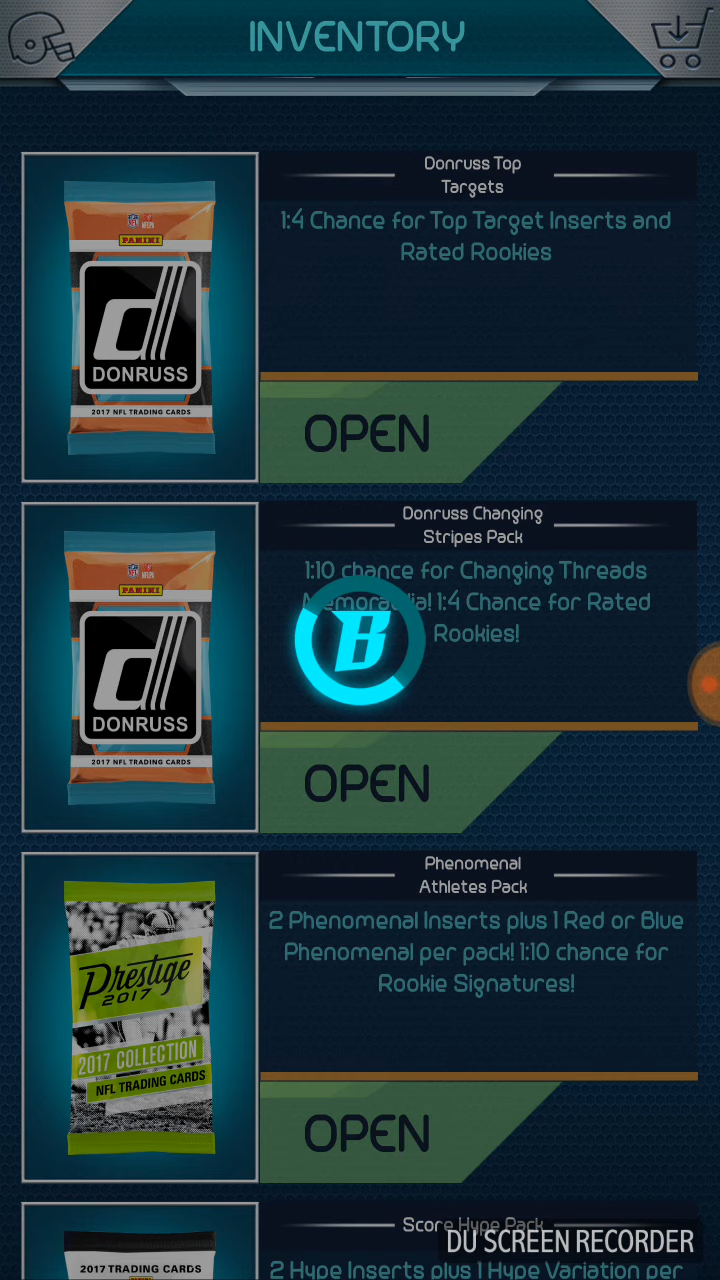 INVENTORY
Donruss Top
Targets
1:4 Chance for Top Target Inserts and
Rated Rookies
PANINI
DONRUSS
2017 NFL TRADING CARDS
OPEN
Donruss Changing
Stripes Pack
1:10 chance for Changing Threads
Memorabilia! 1:4 Chance for Rated
Rookies!
B
PANINI
DONRUSS
2017 NFL TRADING CARDS
OPEN
Phenomenal
Athletes Pack
2 Phenomenal Inserts plus 1 Red or Blue
Phenomenal per pack! 1:10 chance for
Rookie Signatures!
Prestige
2017
2017 COLLECTION
NFL TRADING CARDS
OPEN
Score Hype Pack
2 Hype Inserts plus 1 Hype Variation per
2017 TRADING CARDS
DU SCREEN RECORDER